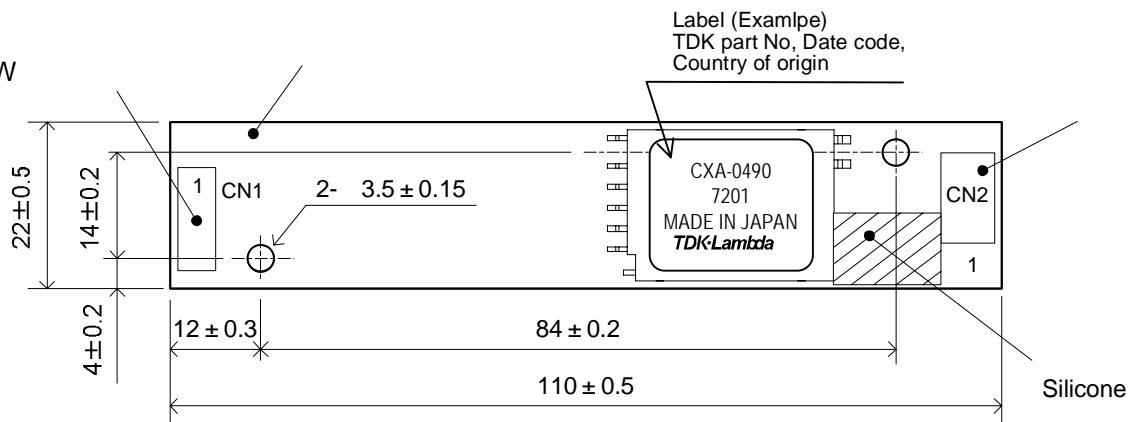 Label (Examlpe)
TDK part No, Date code,
Country of origin
W
CXA-0490
7201
MADE IN JAPAN
TDK-Lambda
1
CN1
2- 3.5 ± 0.15
CN2
1
22±0.5
14±0.2
4±0.2
12 ± 0.3
84 ± 0.2
110 ± 0.5
Silicone